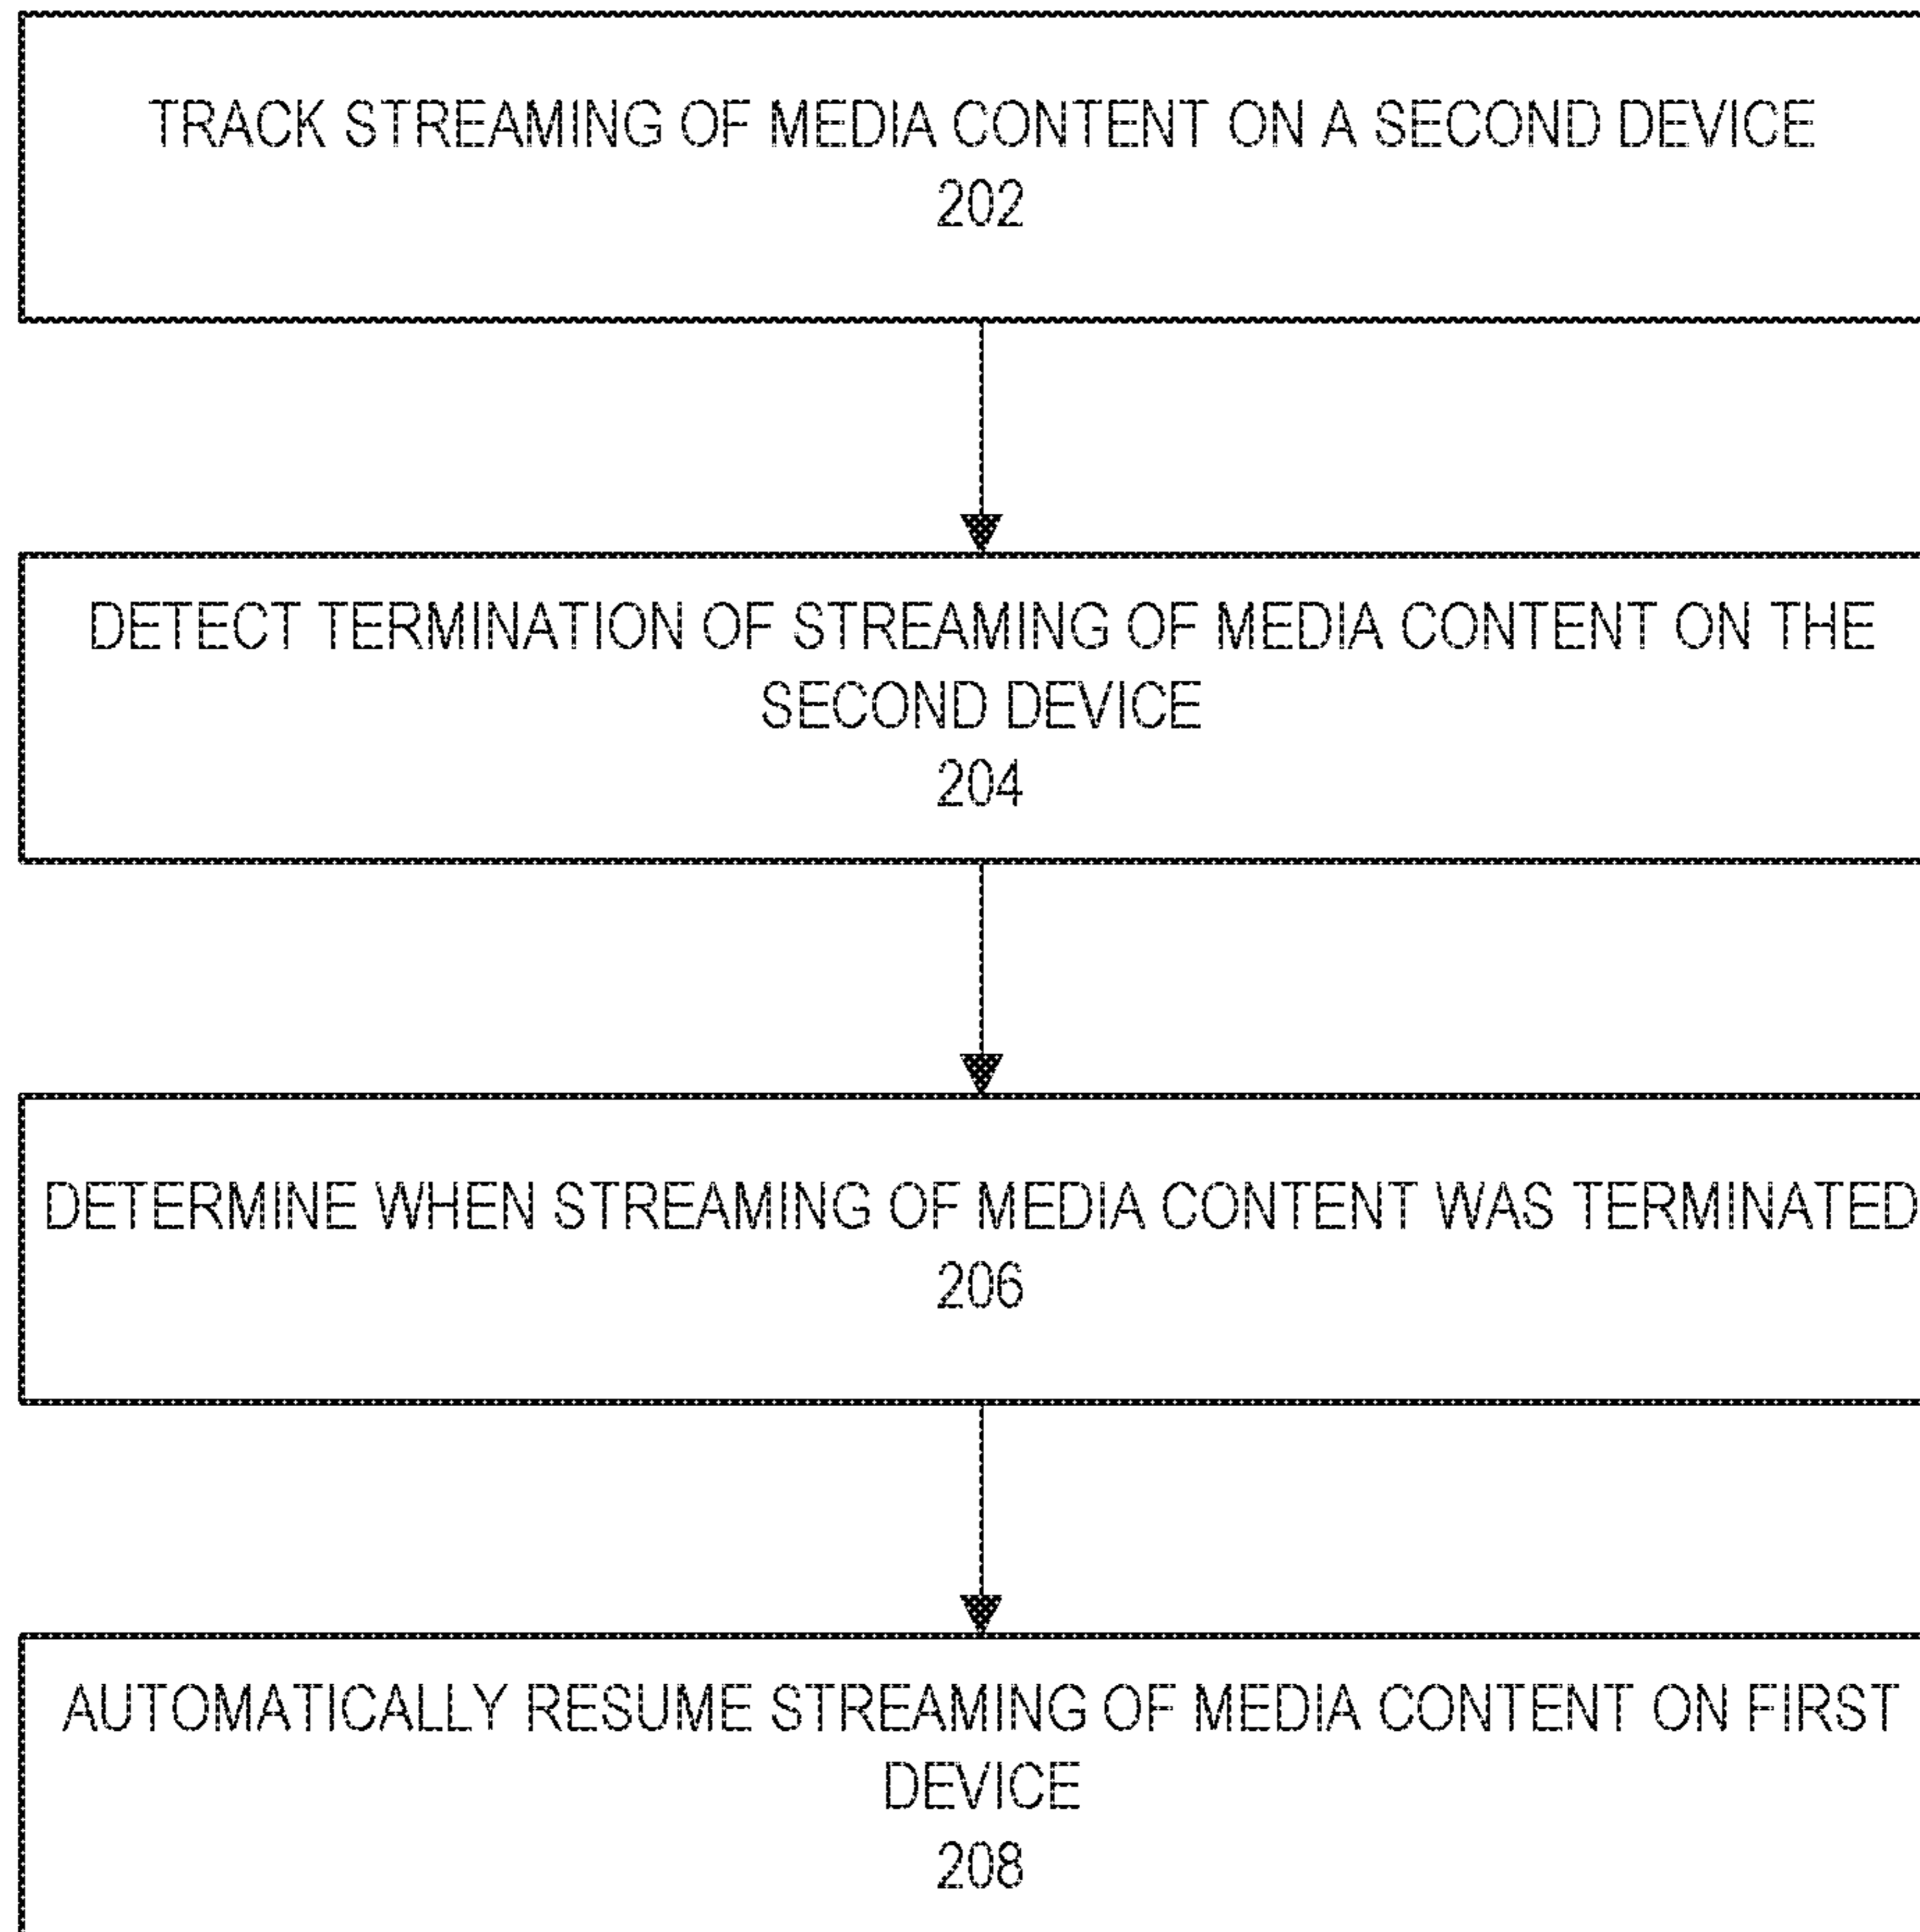 TRACK STREAMING OF MEDIA CONTENT ON A SECOND DEVICE
202
DETECT TERMINATION OF STREAMING OF MEDIA CONTENT ON THE
SECOND DEVICE
204
DETERMINE WHEN STREAMING OF MEDIA CONTENT WAS TERMINATED
206
AUTOMATICALLY RESUME STREAMING OF MEDIA CONTENT ON FIRST
DEVICE
208